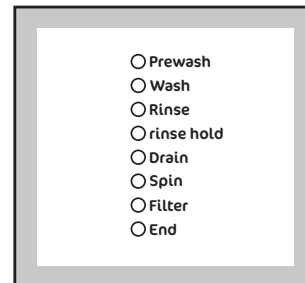 Prewash
Wash
Rinse
rinse hold
Drain
Spin
Filter
End